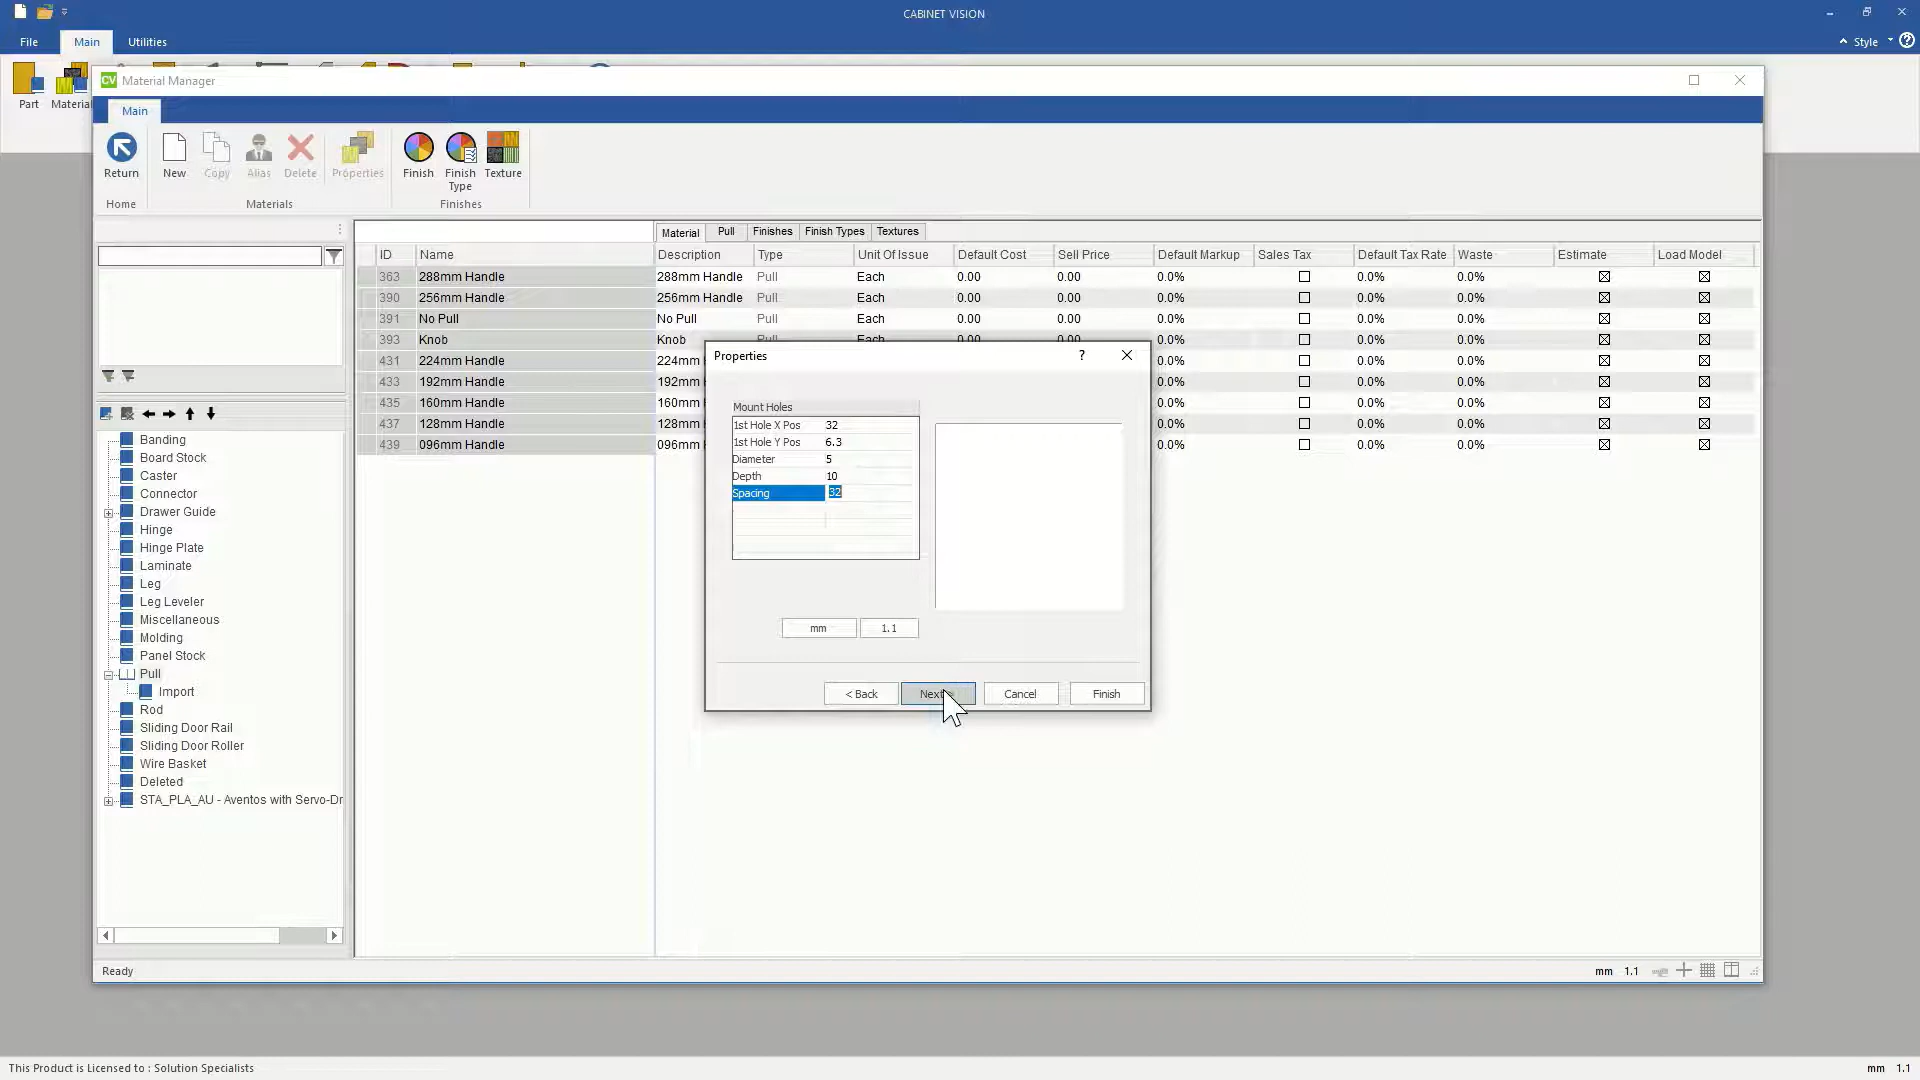 CABINET VISION
File Main Utilities
Style
Part Material
Material Manager
Main
Return New Copy Alias Delete Properties Finish Finish Type Texture
Home Materials Finishes
Material Pull Finishes Finish Types Textures
ID Name Description Type Unit Of Issue Default Cost Sell Price Default Markup Sales Tax Default Tax Rate Waste Estimate Load Model
363 288mm Handle 288mm Handle Pull Each 0.00 0.00 0.0% 0.0% 0.0%
390 256mm Handle 256mm Handle Pull Each 0.00 0.00 0.0% 0.0% 0.0%
391 No Pull No Pull Pull Each 0.00 0.00 0.0% 0.0% 0.0%
393 Knob Knob Pull Each 0.00 0.00 0.0% 0.0% 0.0%
431 224mm Handle 224mm 0.0% 0.0% 0.0%
433 192mm Handle 192mm 0.0% 0.0% 0.0%
435 160mm Handle 160mm 0.0% 0.0% 0.0%
437 128mm Handle 128mm 0.0% 0.0% 0.0%
439 096mm Handle 096mm 0.0% 0.0% 0.0%
Properties ?
Mount Holes
1st Hole X Pos 32
1st Hole Y Pos 6.3
Diameter 5
Depth 10
Spacing 32
mm 1.1
< Back Next Cancel Finish
Banding
Board Stock
Caster
Connector
Drawer Guide
Hinge
Hinge Plate
Laminate
Leg
Leg Leveler
Miscellaneous
Molding
Panel Stock
Pull
Import
Rod
Sliding Door Rail
Sliding Door Roller
Wire Basket
Deleted
STA_PLA_AU - Aventos with Servo-Dr
Ready mm 1.1
This Product is Licensed to : Solution Specialists mm 1.1